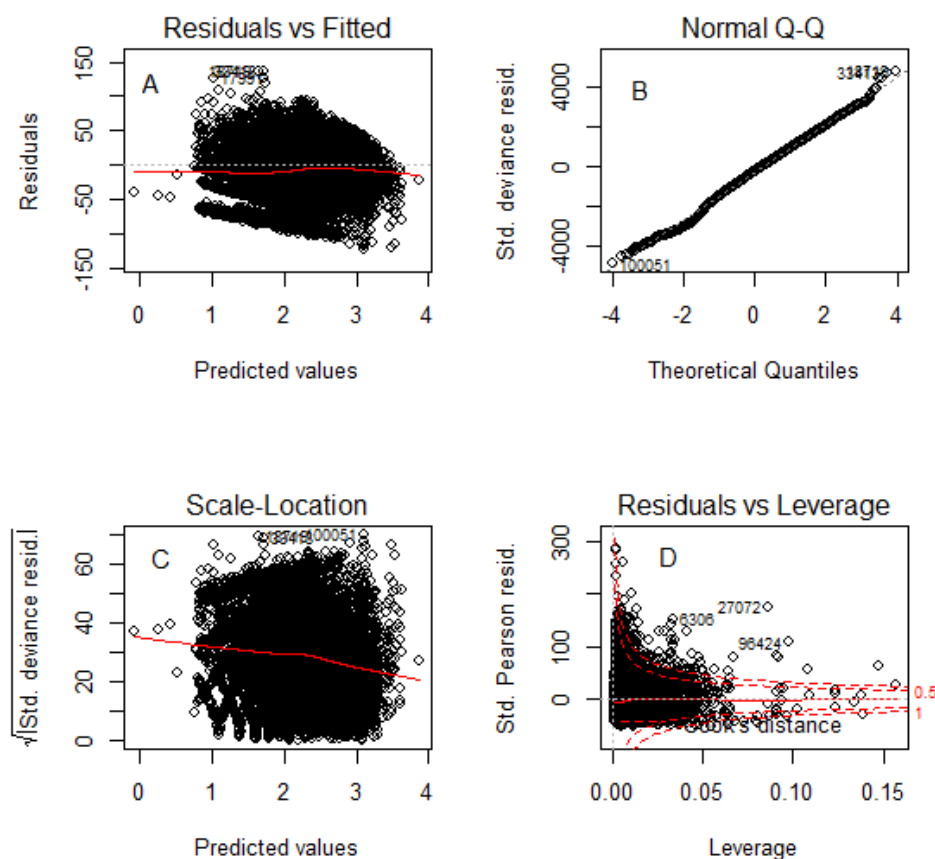 Residuals vs Fitted
A
Residuals
150
50
-50
-150
0 1 2 3 4
Predicted values
Normal Q-Q
B
Std. deviance resid.
4000
0
-4000
100051
-4 -2 0 2 4
Theoretical Quantiles
Scale-Location
C
100051
√|Std. deviance resid.|
60
40
20
0
0 1 2 3 4
Predicted values
Residuals vs Leverage
D
Std. Pearson resid.
300
100
0
27072
6306
96424
0.5
1
Cook's distance
0.00 0.05 0.10 0.15
Leverage